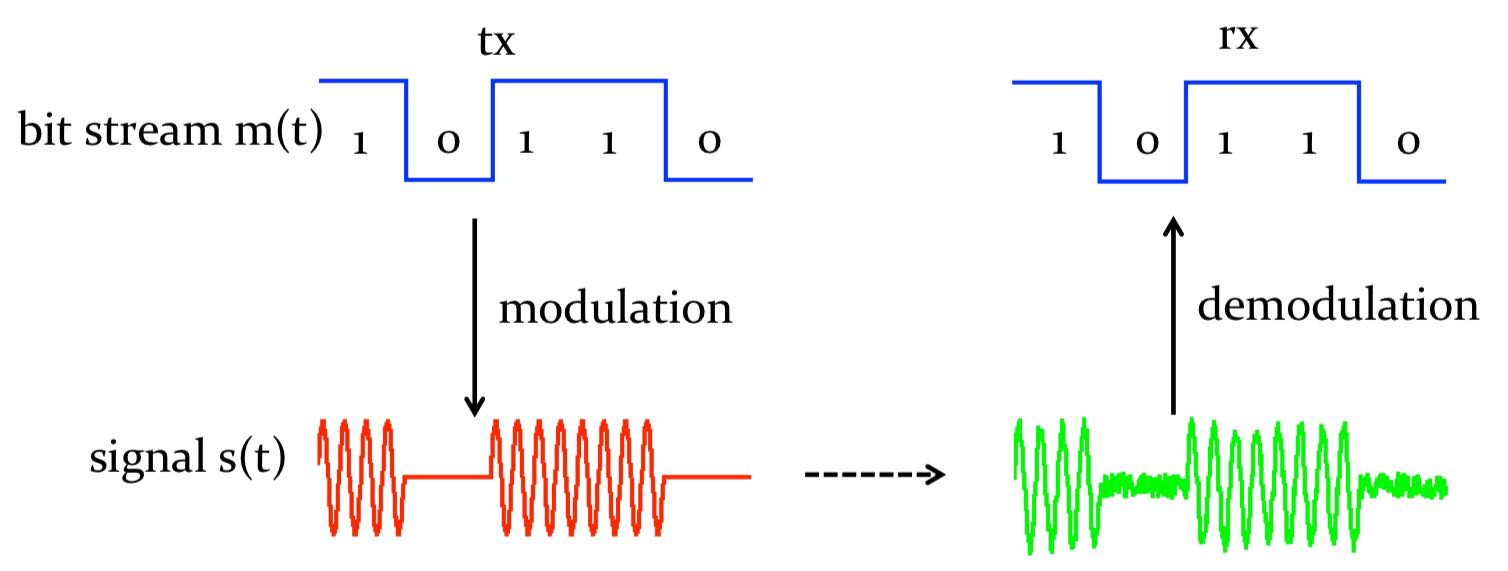 tx
rx
bit stream m(t) 1 0 1 1 0
1 0 1 1 0
modulation
demodulation
signal s(t)